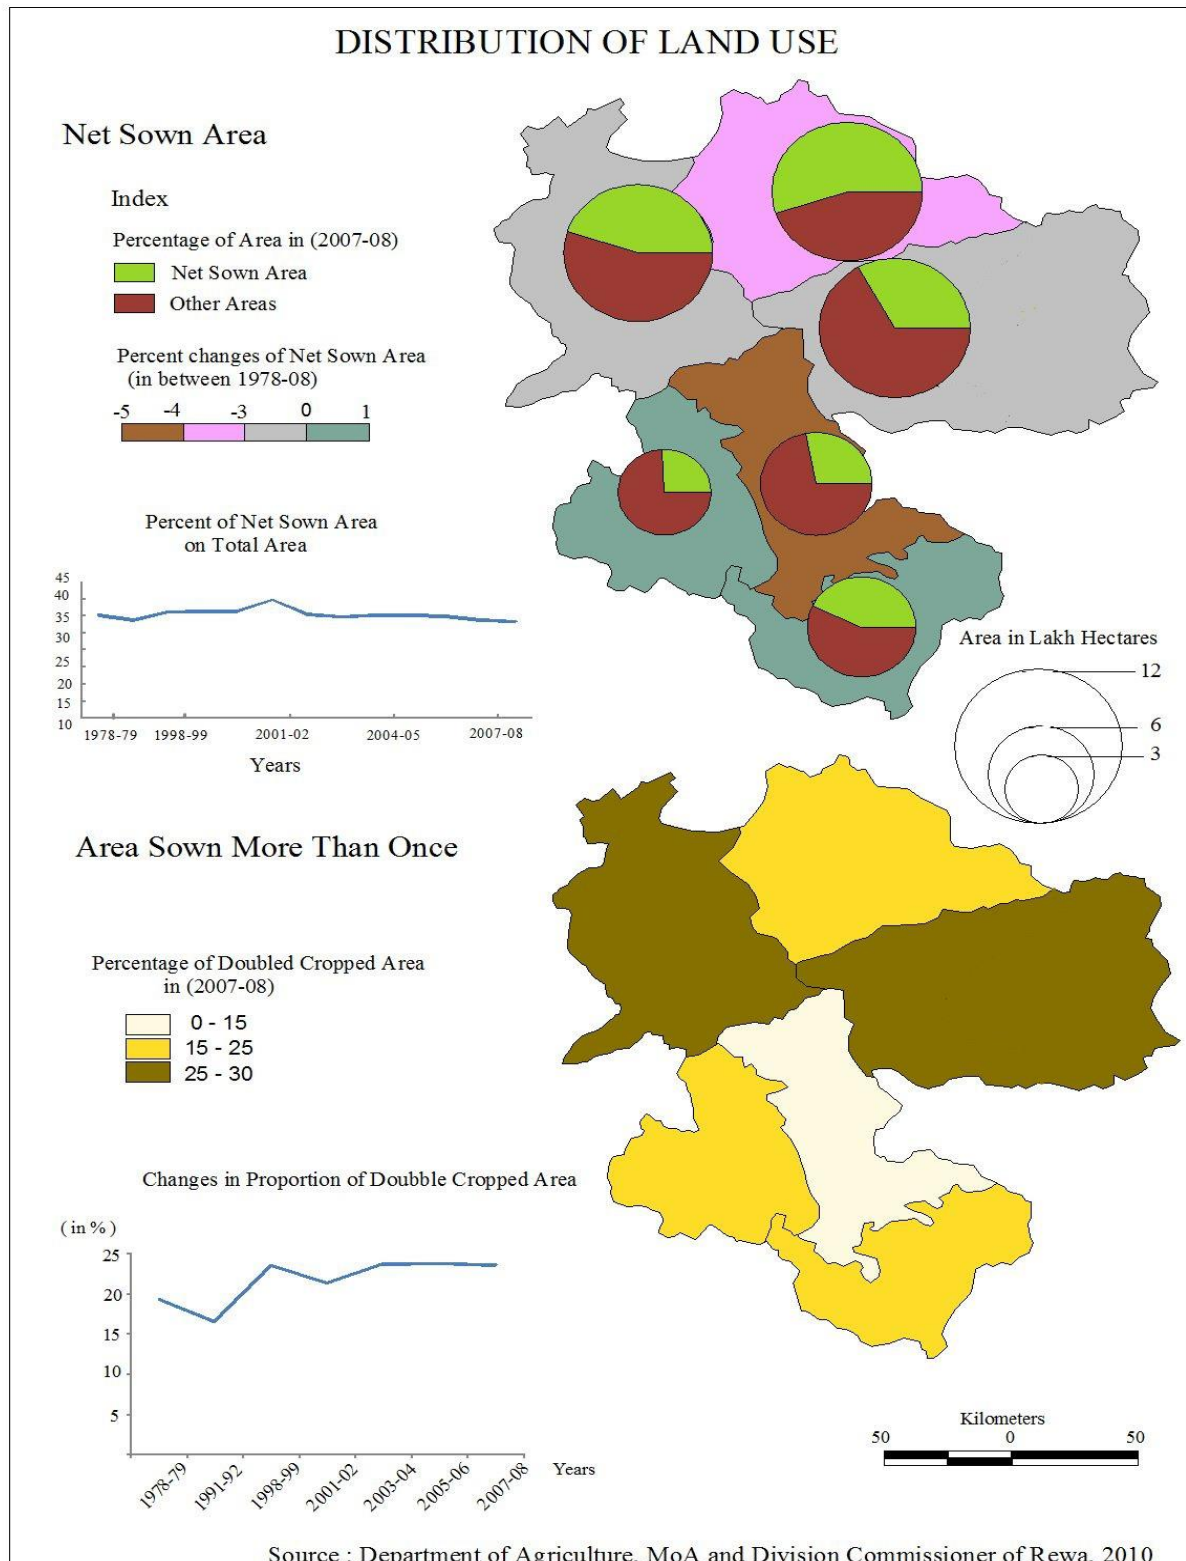 DISTRIBUTION OF LAND USE
Net Sown Area
Index
Percentage of Area in (2007-08)
Net Sown Area
Other Areas
Percent changes of Net Sown Area
(in between 1978-08)
-5 -4 -3 0 1
Percent of Net Sown Area
on Total Area
45
40
35
30
25
20
15
10
1978-79 1998-99 2001-02 2004-05 2007-08
Years
Area in Lakh Hectares
12
6
3
Area Sown More Than Once
Percentage of Doubled Cropped Area
in (2007-08)
0 - 15
15 - 25
25 - 30
Changes in Proportion of Doubble Cropped Area
( in % )
25
20
15
10
5
1978-79 1991-92 1998-99 2001-02 2003-04 2005-06 2007-08 Years
Kilometers
50 0 50
Source : Department of Agriculture, MoA and Division Commissioner of Rewa, 2010